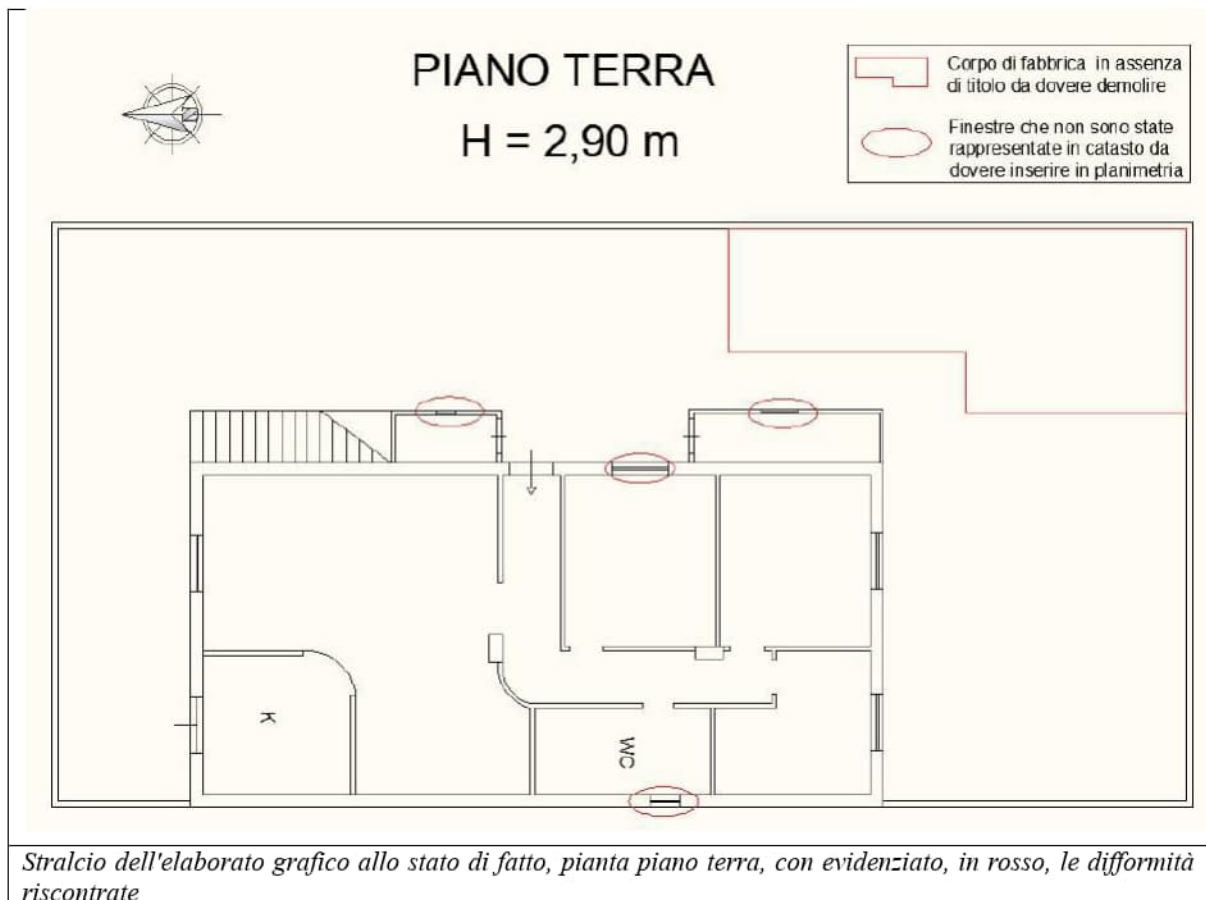 PIANO TERRA
H = 2,90 m
Corpo di fabbrica in assenza
di titolo da dovere demolire
Finestre che non sono state
rappresentate in catasto da
dovere inserire in planimetria
K
WC
Stralcio dell'elaborato grafico allo stato di fatto, pianta piano terra, con evidenziato, in rosso, le difformità
riscontrate